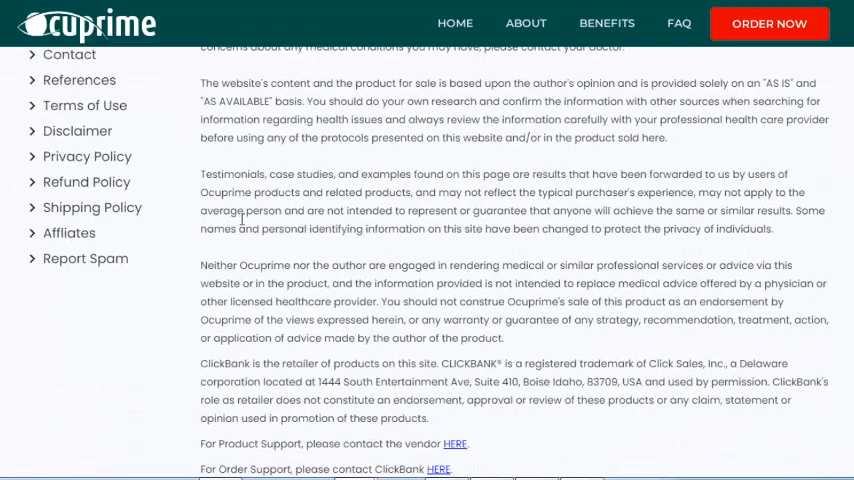 Ocuprime
HOME
ABOUT
BENEFITS
FAQ
ORDER NOW
Contact
References
Terms of Use
Disclaimer
Privacy Policy
Refund Policy
Shipping Policy
Affliates
Report Spam
concerns about any medical conditions you may have, please contact your doctor.
The website's content and the product for sale is based upon the author's opinion and is provided solely on an "AS IS" and
"AS AVAILABLE" basis. You should do your own research and confirm the information with other sources when searching for
information regarding health issues and always review the information carefully with your professional health care provider
before using any of the protocols presented on this website and/or in the product sold here.
Testimonials, case studies, and examples found on this page are results that have been forwarded to us by users of
Ocuprime products and related products, and may not reflect the typical purchaser's experience, may not apply to the
average person and are not intended to represent or guarantee that anyone will achieve the same or similar results. Some
names and personal identifying information on this site have been changed to protect the privacy of individuals.
Neither Ocuprime nor the author are engaged in rendering medical or similar professional services or advice via this
website or in the product, and the information provided is not intended to replace medical advice offered by a physician or
other licensed healthcare provider. You should not construe Ocuprime's sale of this product as an endorsement by
Ocuprime of the views expressed herein, or any warranty or guarantee of any strategy, recommendation, treatment, action,
or application of advice made by the author of the product.
ClickBank is the retailer of products on this site. CLICKBANK® is a registered trademark of Click Sales, Inc., a Delaware
corporation located at 1444 South Entertainment Ave, Suite 410, Boise Idaho, 83709, USA and used by permission. ClickBank's
role as retailer does not constitute an endorsement, approval or review of these products or any claim, statement or
opinion used in promotion of these products.
For Product Support, please contact the vendor HERE.
For Order Support, please contact ClickBank HERE.